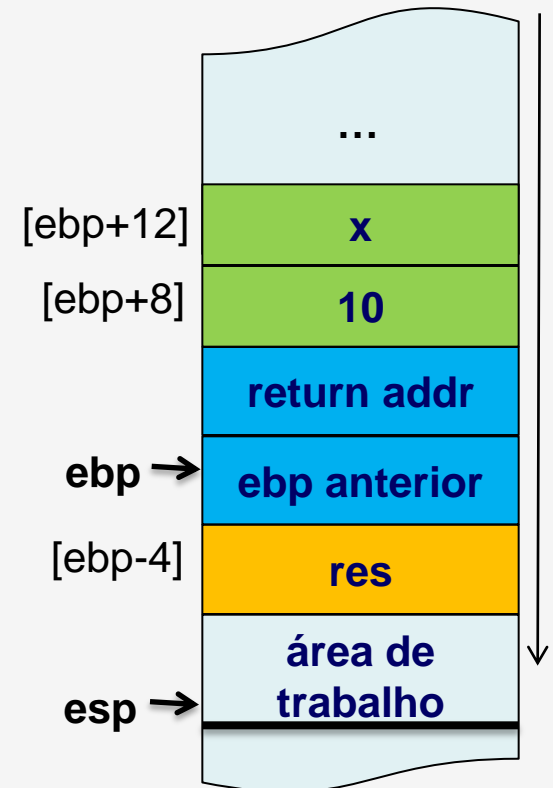 ...
[ebp+12] x
[ebp+8] 10
return addr
ebp ebp anterior
[ebp-4] res
área de
esp trabalho